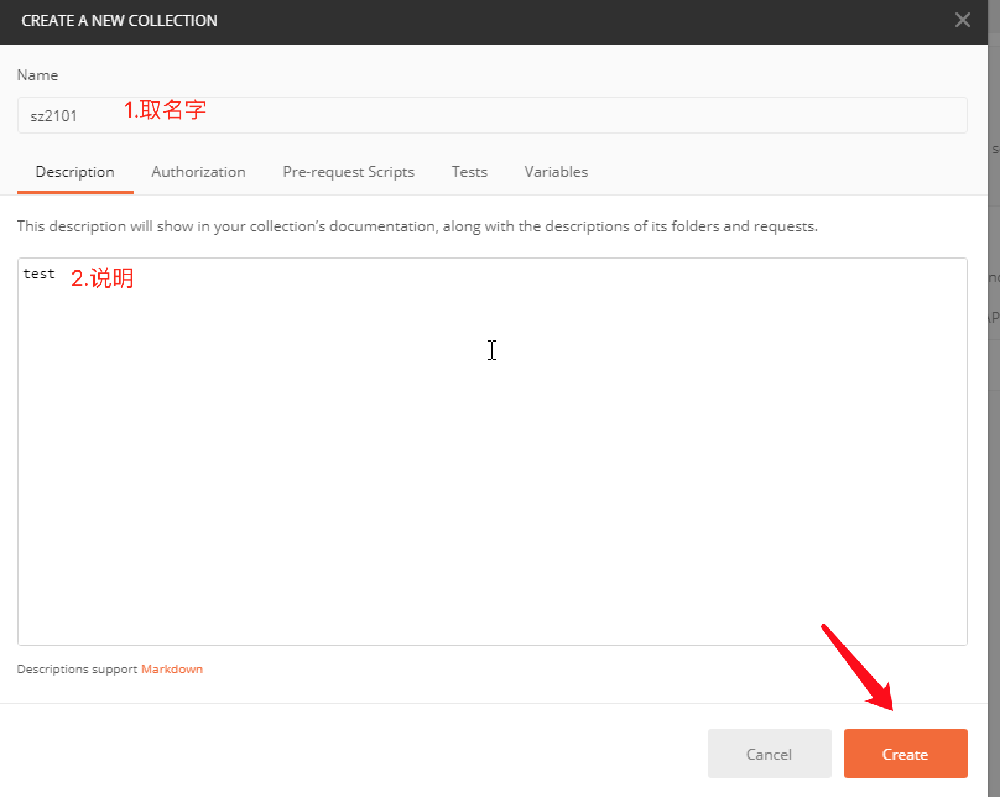 CREATE A NEW COLLECTION
Name
sz2101 1.取名字
Description Authorization Pre-request Scripts Tests Variables
This description will show in your collection's documentation, along with the descriptions of its folders and requests.
test 2.说明
Descriptions support Markdown
Cancel Create